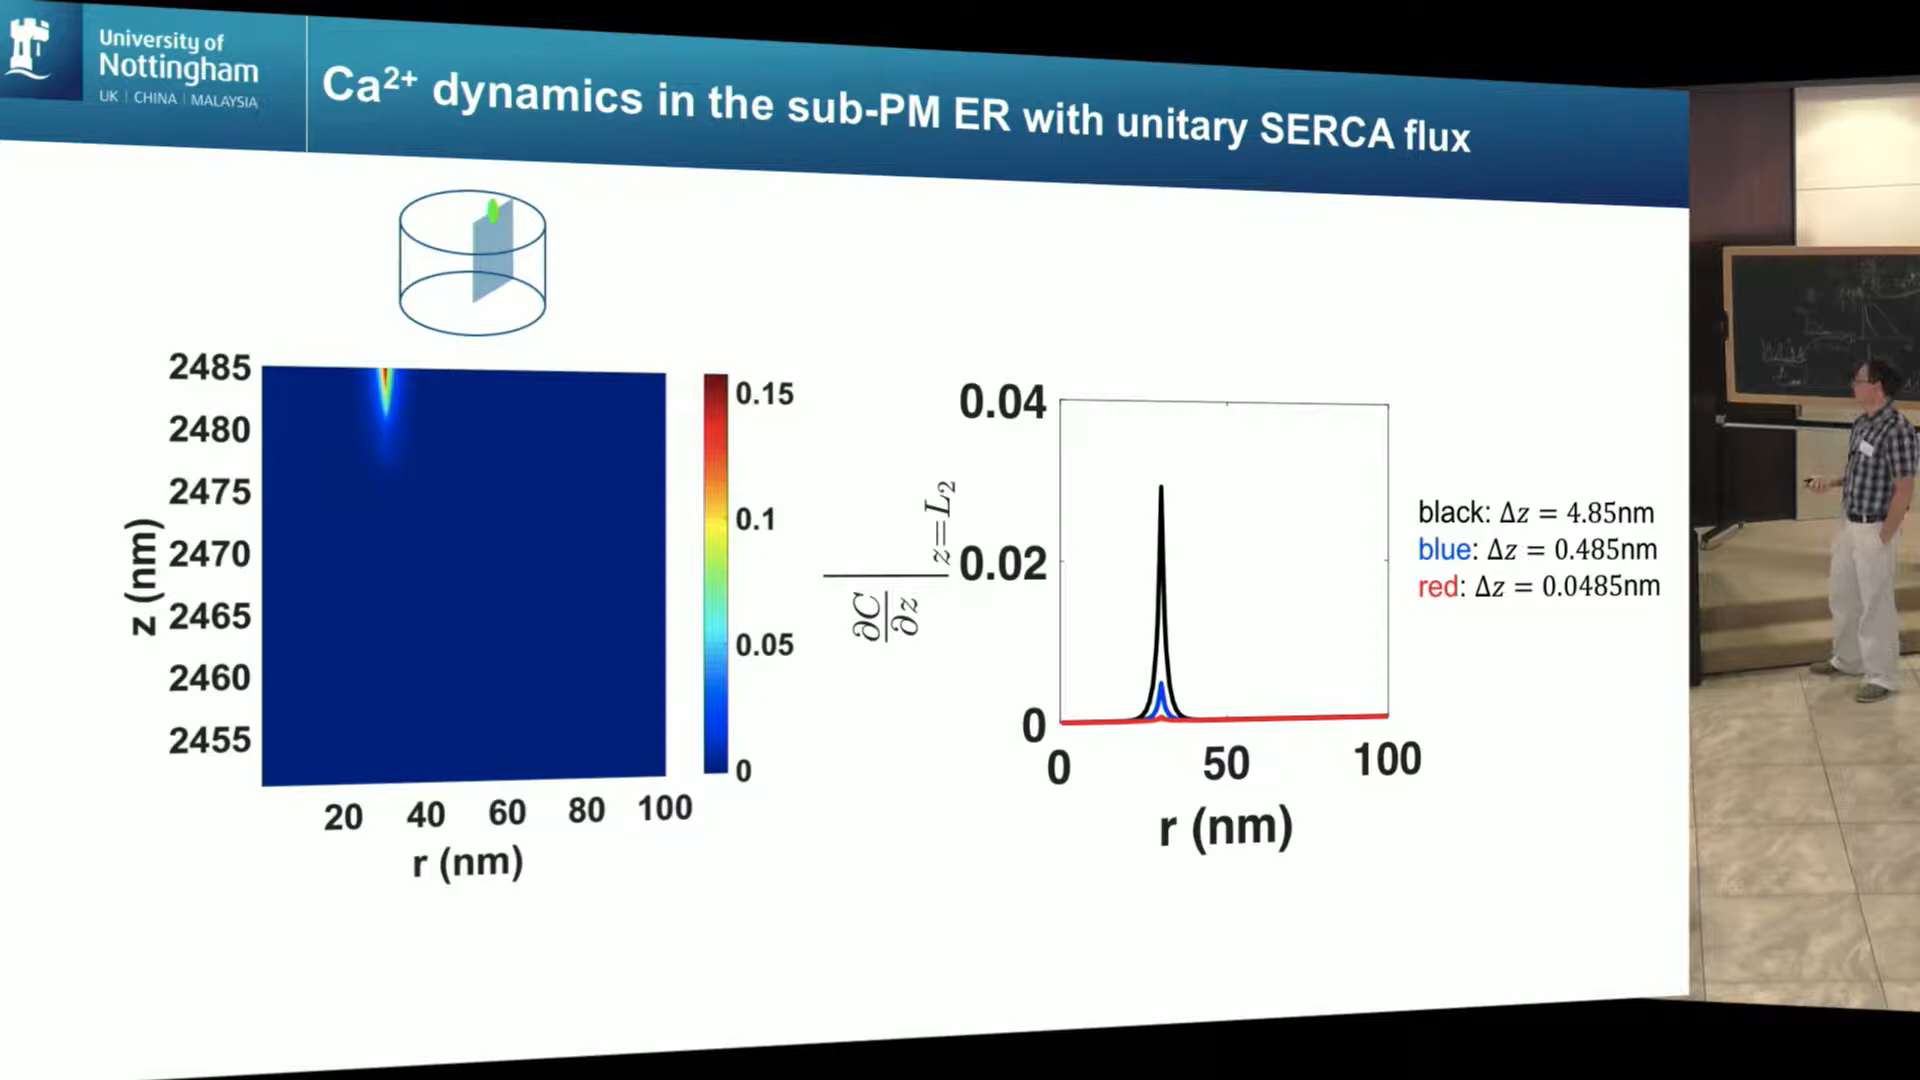 University of
Nottingham
UK | CHINA | MALAYSIA
Ca²⁺ dynamics in the sub-PM ER with unitary SERCA flux
2485
2480
2475
2470
2465
2460
2455
z (nm)
20 40 60 80 100
r (nm)
0.15
0.1
0.05
0
∂C/∂z|z=L₂
0.04
0.02
0
0 50 100
r (nm)
black: Δz = 4.85nm
blue: Δz = 0.485nm
red: Δz = 0.0485nm